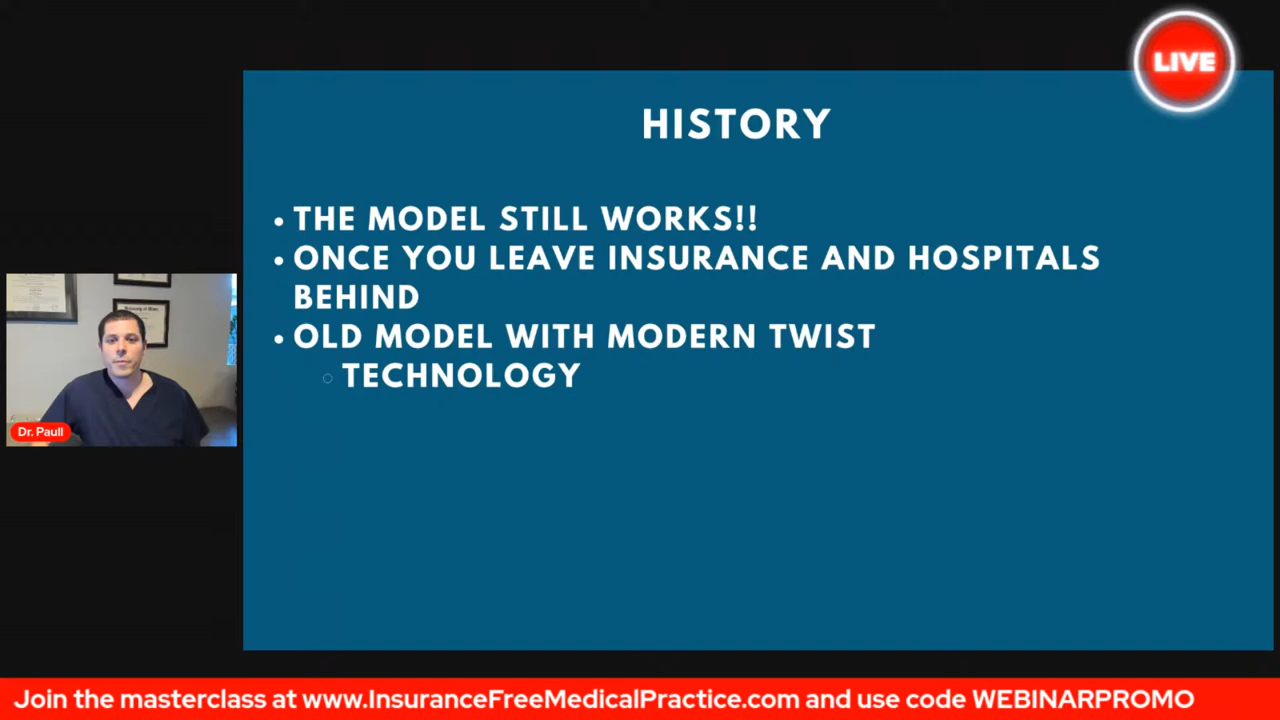 LIVE
HISTORY
• THE MODEL STILL WORKS!!
• ONCE YOU LEAVE INSURANCE AND HOSPITALS
BEHIND
• OLD MODEL WITH MODERN TWIST
○ TECHNOLOGY
Dr. Paull
Join the masterclass at www.InsuranceFreeMedicalPractice.com and use code WEBINARPROMO